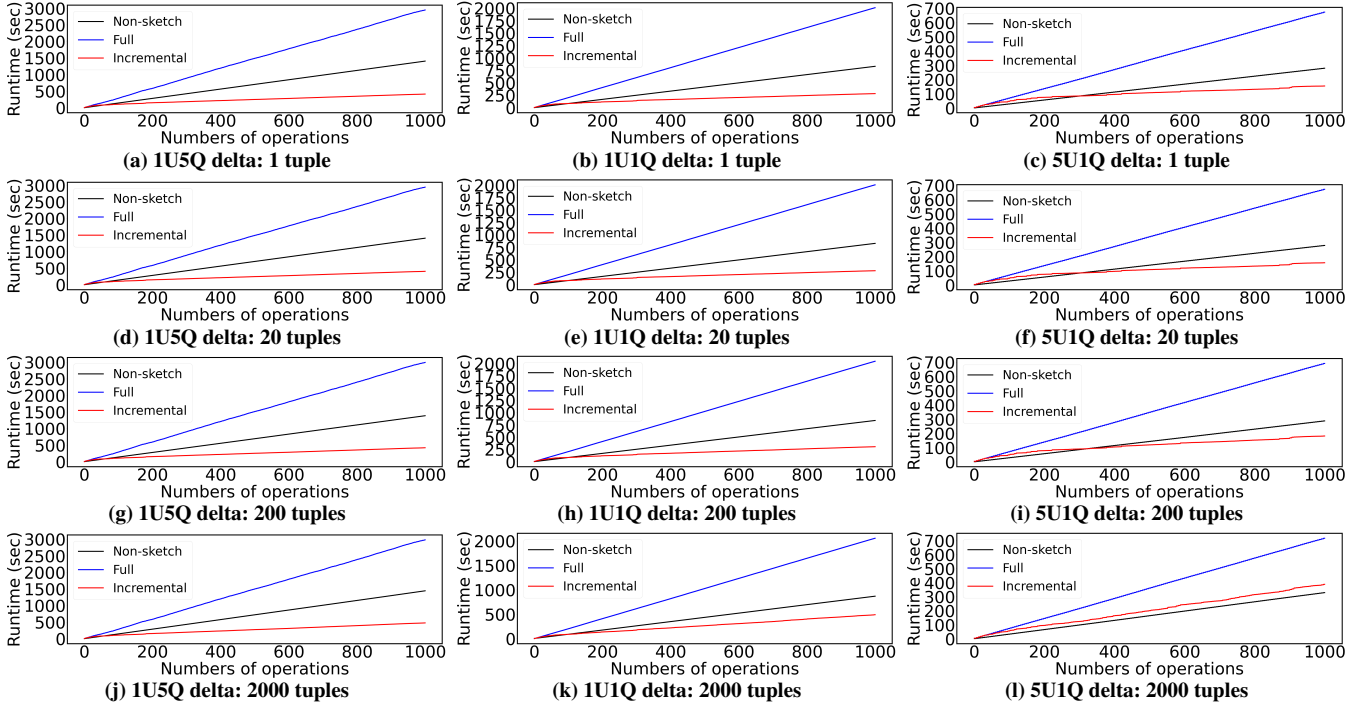 Runtime (sec)
3000
2500
2000
1500
1000
500
0
Non-sketch
Full
Incremental
0 200 400 600 800 1000
Numbers of operations
(a) 1U5Q delta: 1 tuple
Runtime (sec)
2000
1750
1500
1250
1000
750
500
250
0
Non-sketch
Full
Incremental
0 200 400 600 800 1000
Numbers of operations
(b) 1U1Q delta: 1 tuple
Runtime (sec)
700
600
500
400
300
200
100
0
Non-sketch
Full
Incremental
0 200 400 600 800 1000
Numbers of operations
(c) 5U1Q delta: 1 tuple
Runtime (sec)
3000
2500
2000
1500
1000
500
0
Non-sketch
Full
Incremental
0 200 400 600 800 1000
Numbers of operations
(d) 1U5Q delta: 20 tuples
Runtime (sec)
2000
1750
1500
1250
1000
750
500
250
0
Non-sketch
Full
Incremental
0 200 400 600 800 1000
Numbers of operations
(e) 1U1Q delta: 20 tuples
Runtime (sec)
700
600
500
400
300
200
100
0
Non-sketch
Full
Incremental
0 200 400 600 800 1000
Numbers of operations
(f) 5U1Q delta: 20 tuples
Runtime (sec)
3000
2500
2000
1500
1000
500
0
Non-sketch
Full
Incremental
0 200 400 600 800 1000
Numbers of operations
(g) 1U5Q delta: 200 tuples
Runtime (sec)
2000
1750
1500
1250
1000
750
500
250
0
Non-sketch
Full
Incremental
0 200 400 600 800 1000
Numbers of operations
(h) 1U1Q delta: 200 tuples
Runtime (sec)
700
600
500
400
300
200
100
0
Non-sketch
Full
Incremental
0 200 400 600 800 1000
Numbers of operations
(i) 5U1Q delta: 200 tuples
Runtime (sec)
3000
2500
2000
1500
1000
500
0
Non-sketch
Full
Incremental
0 200 400 600 800 1000
Numbers of operations
(j) 1U5Q delta: 2000 tuples
Runtime (sec)
2000
1500
1000
500
0
Non-sketch
Full
Incremental
0 200 400 600 800 1000
Numbers of operations
(k) 1U1Q delta: 2000 tuples
Runtime (sec)
700
600
500
400
300
200
100
0
Non-sketch
Full
Incremental
0 200 400 600 800 1000
Numbers of operations
(l) 5U1Q delta: 2000 tuples